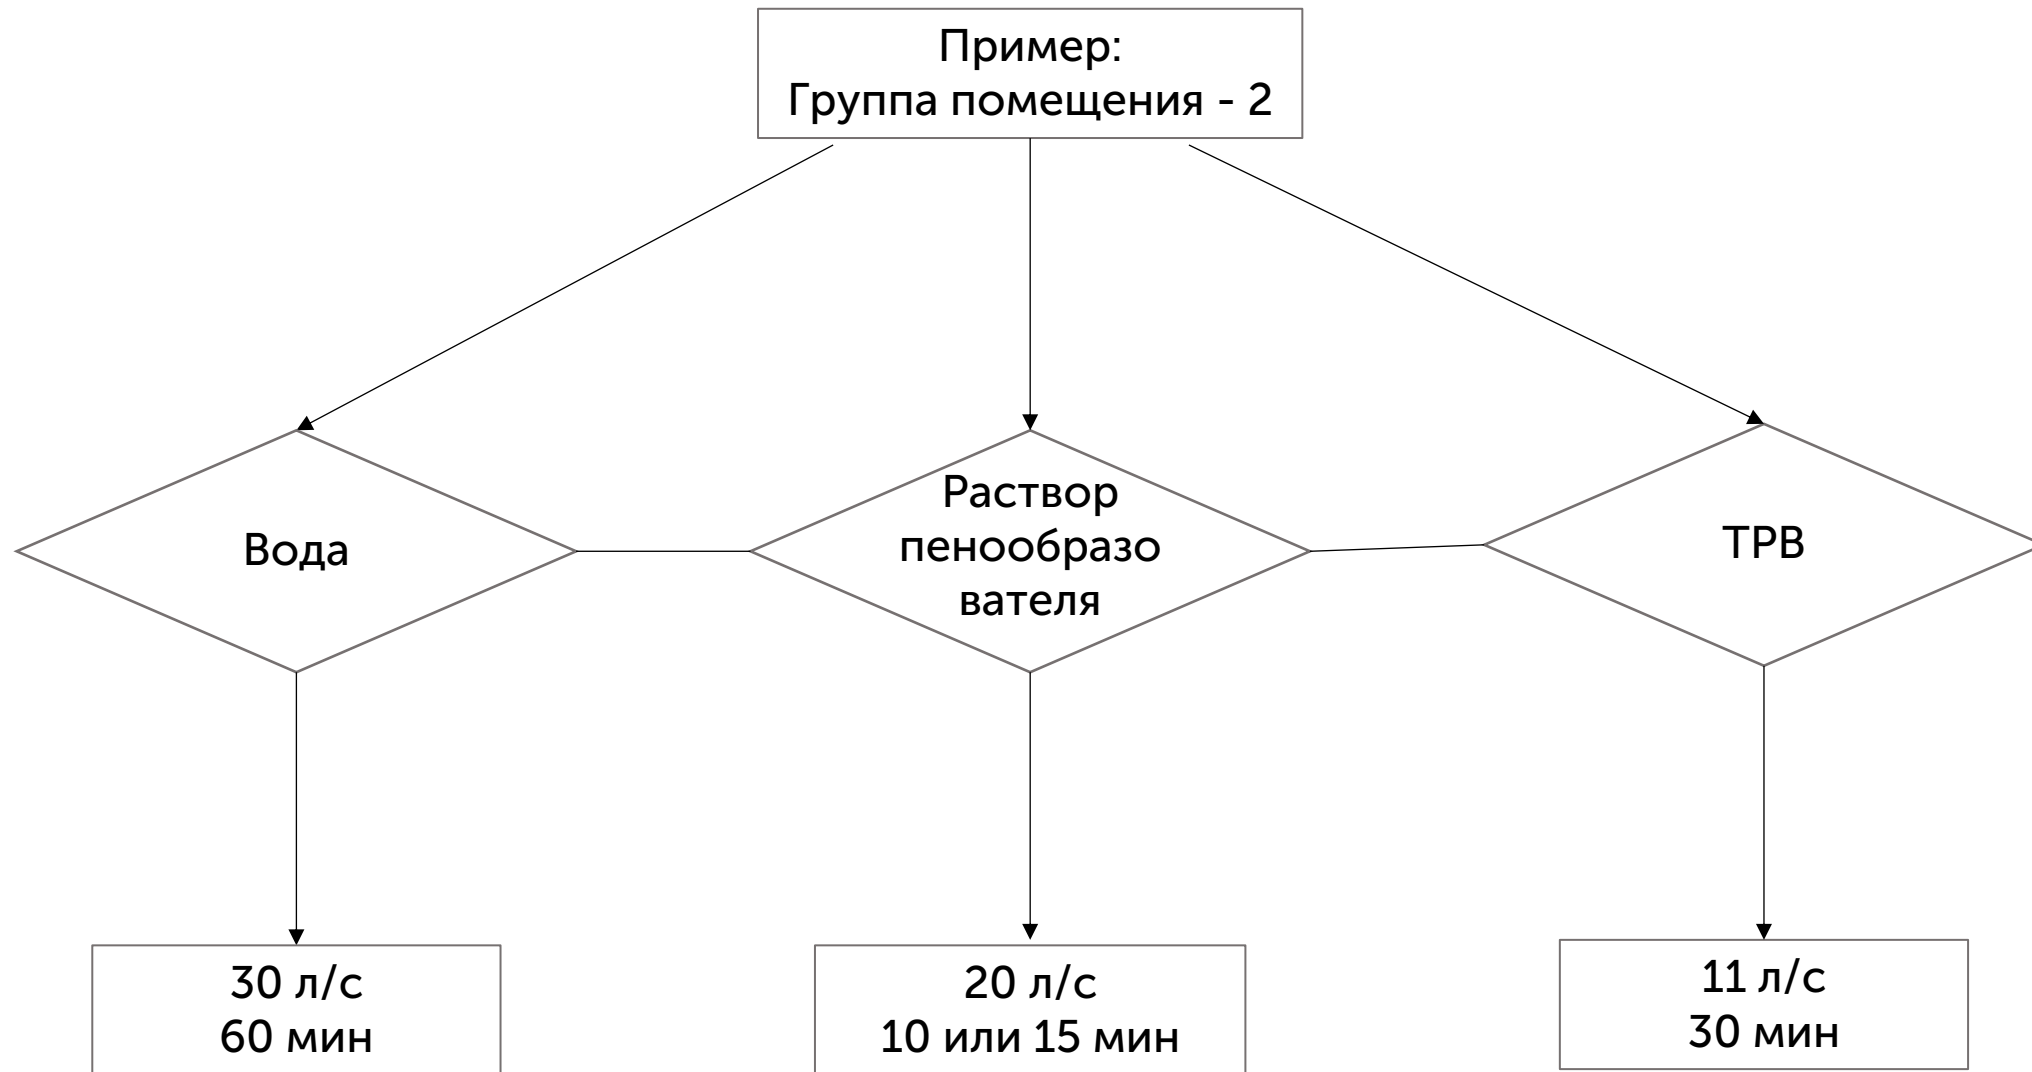 Пример:
Группа помещения - 2
Вода
Раствор
пенообразо
вателя
ТРВ
30 л/с
60 мин
20 л/с
10 или 15 мин
11 л/с
30 мин